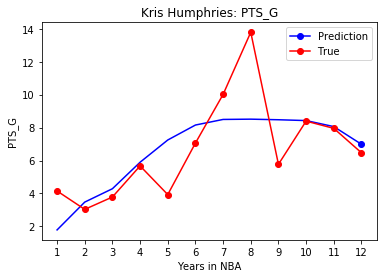 Kris Humphries: PTS_G
Prediction
True
PTS_G
14
12
10
8
6
4
2
1 2 3 4 5 6 7 8 9 10 11 12
Years in NBA